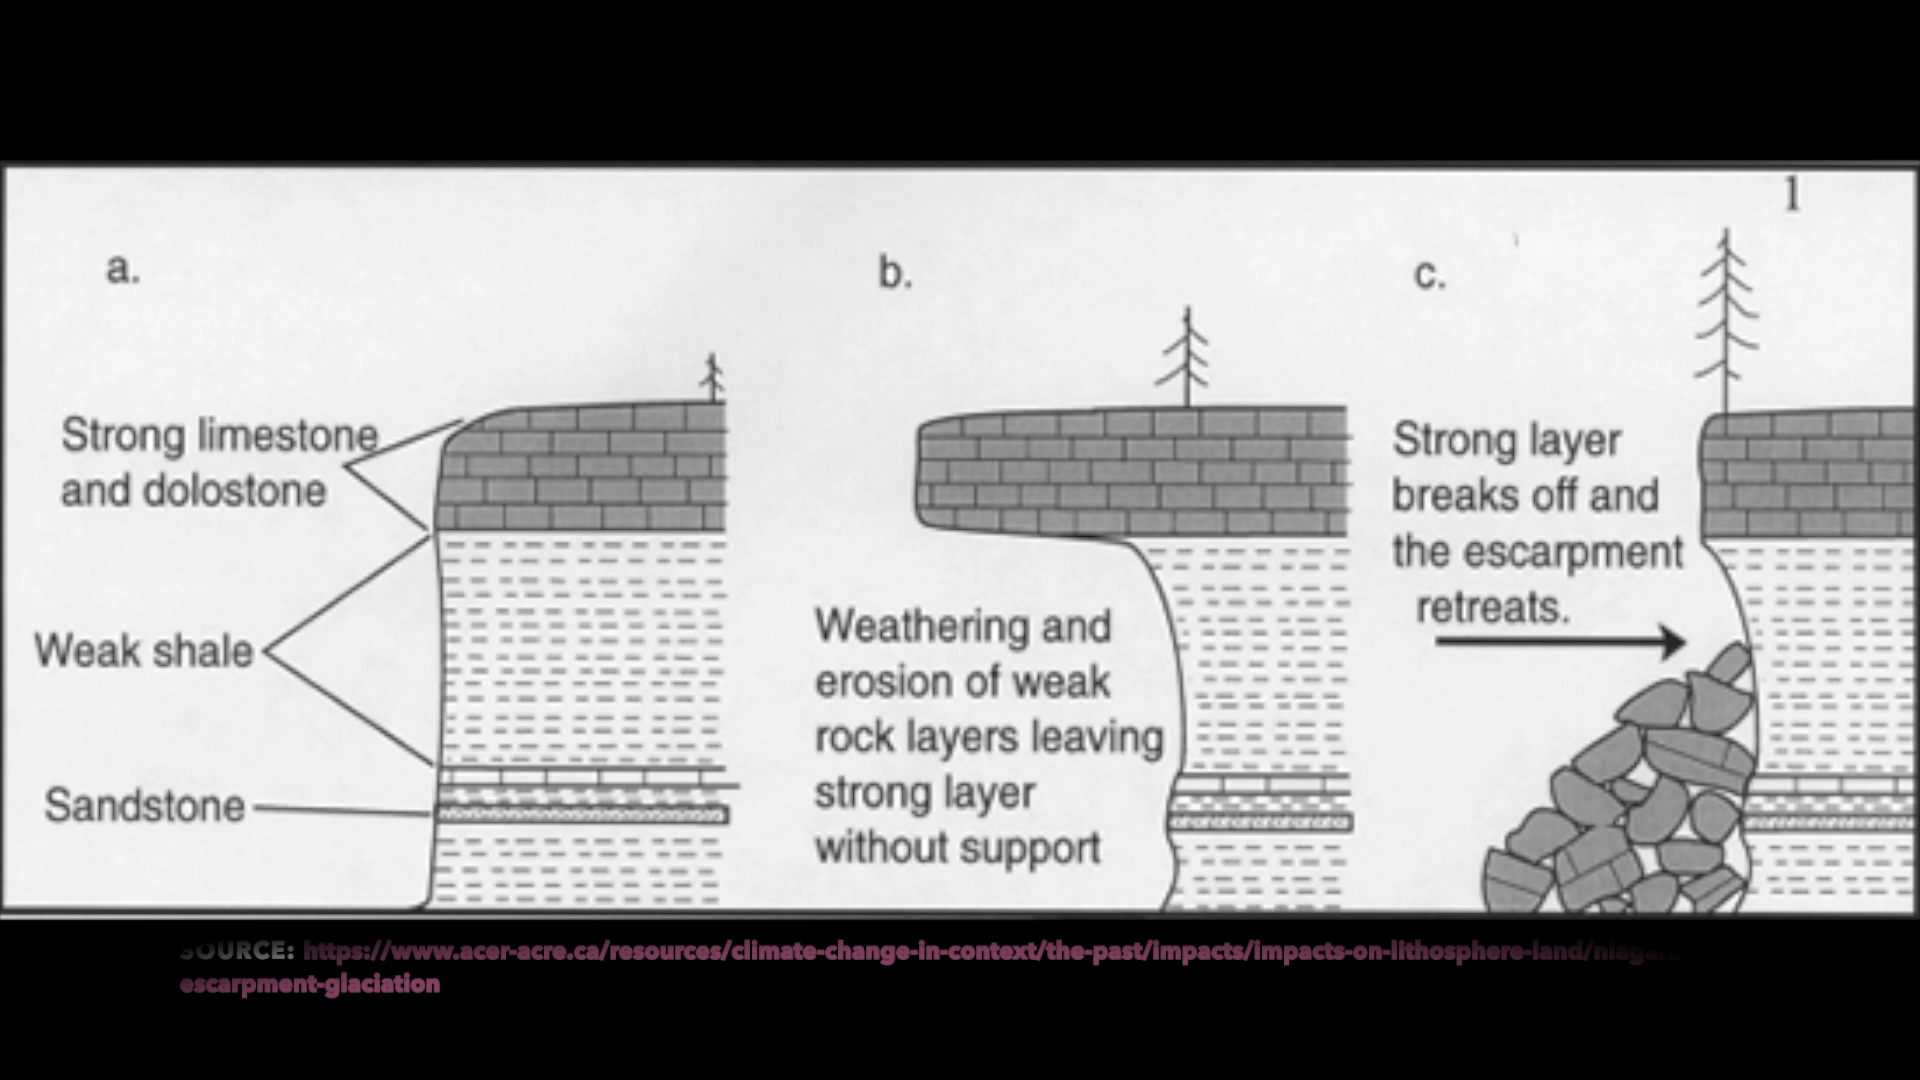 1
a.
b.
c.
Strong limestone
and dolostone
Weak shale
Sandstone
Weathering and
erosion of weak
rock layers leaving
strong layer
without support
Strong layer
breaks off and
the escarpment
retreats.
SOURCE: https://www.acer-acre.ca/resources/climate-change-in-context/the-past/impacts/impacts-on-lithosphere-land/niagara-
escarpment-glaciation